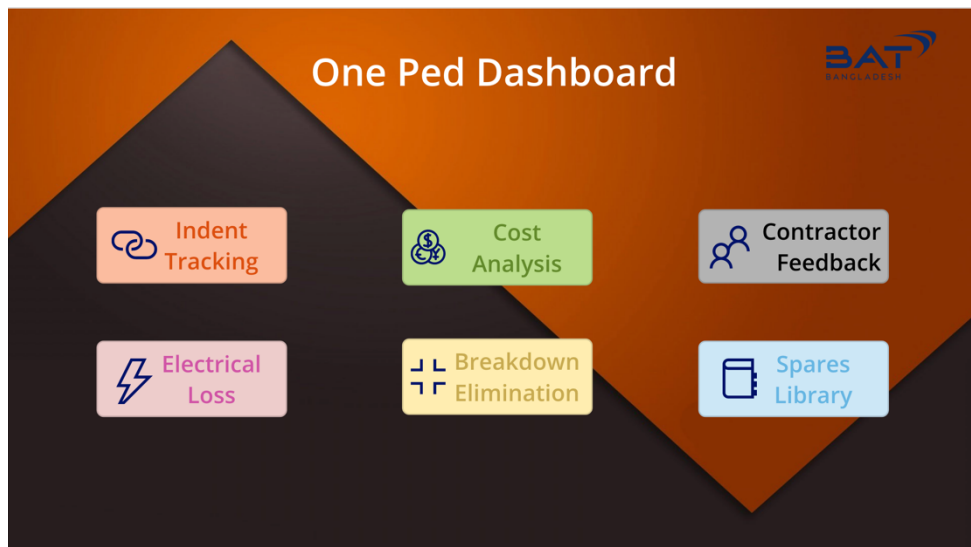 One Ped Dashboard
BAT
BANGLADESH
Indent
Tracking
Cost
Analysis
Contractor
Feedback
Electrical
Loss
Breakdown
Elimination
Spares
Library